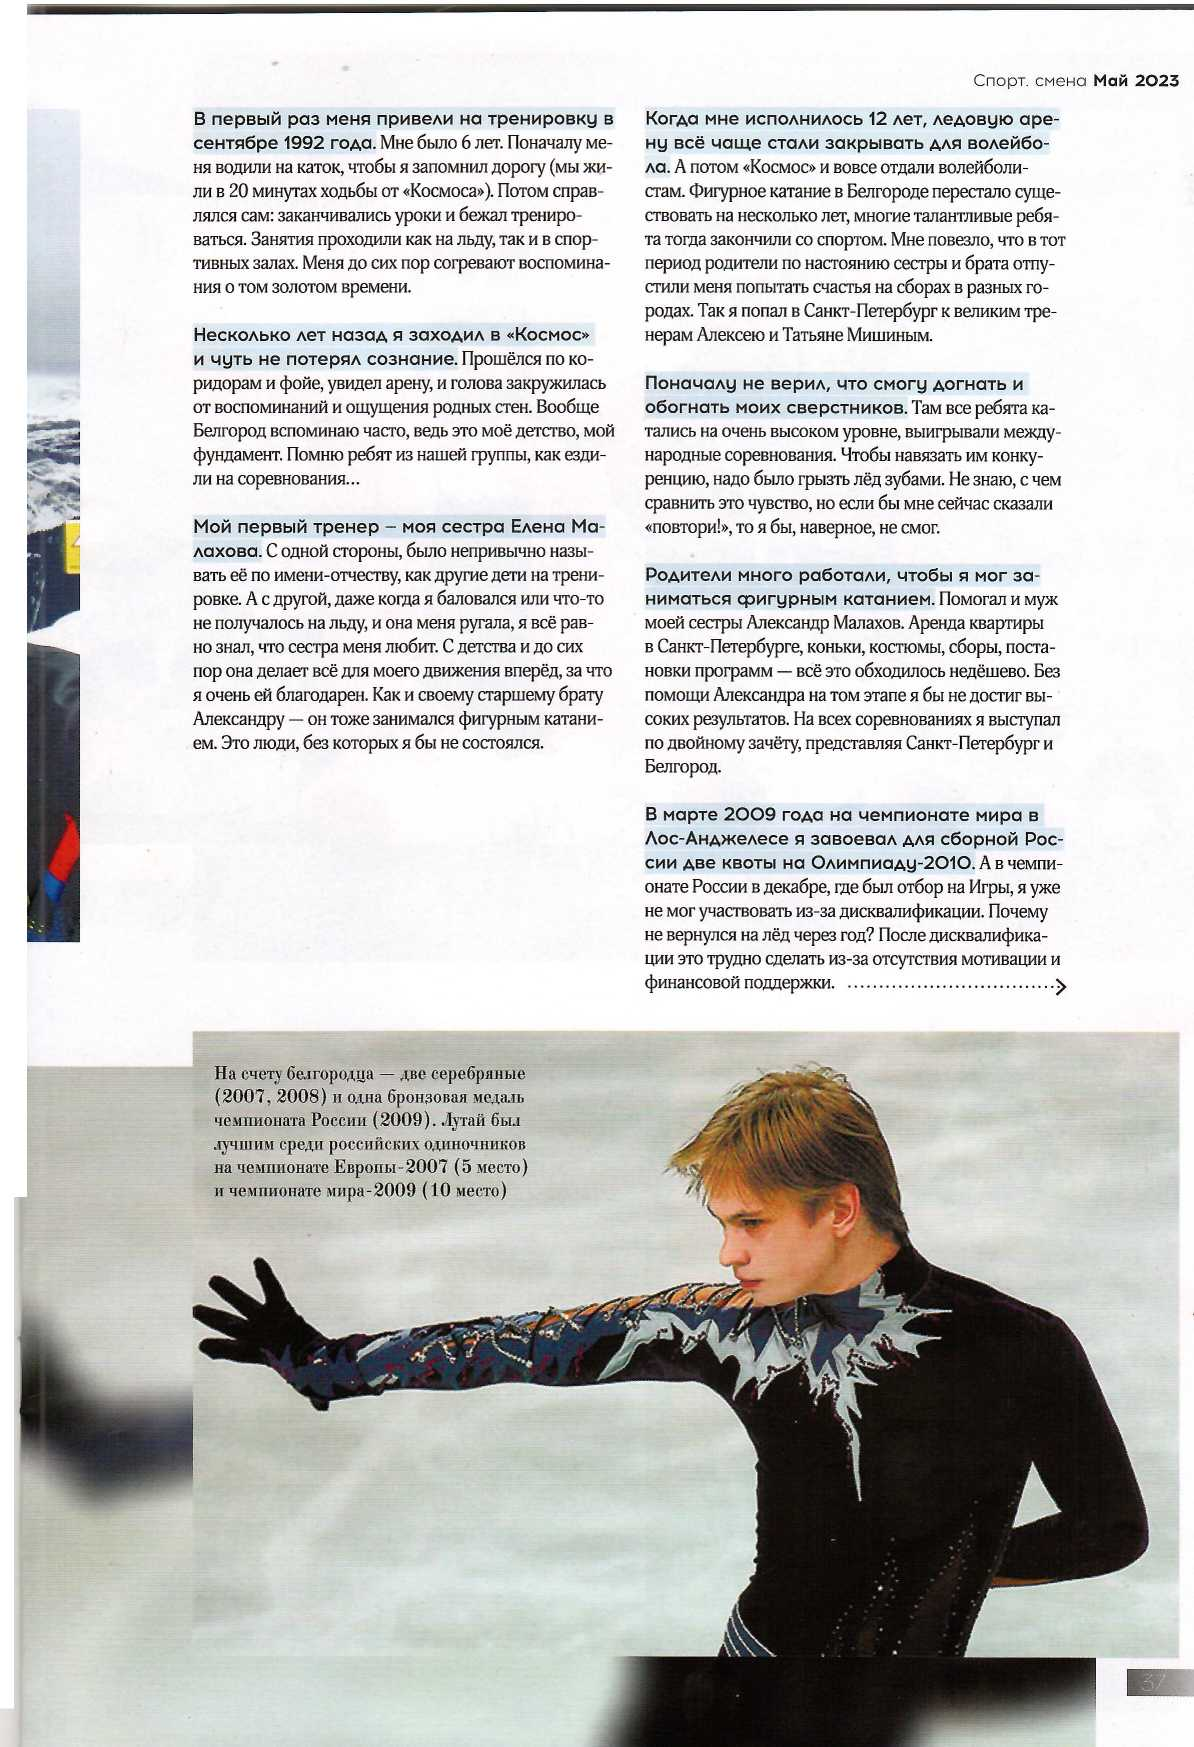 Спорт. смена Май 2023
В первый раз меня привели на тренировку в
сентябре 1992 года. Мне было 6 лет. Поначалу ме-
ня водили на каток, чтобы я запомнил дорогу (мы жи-
ли в 20 минутах ходьбы от «Космоса»). Потом справ-
лялся сам: заканчивались уроки и бежал трениро-
ваться. Занятия проходили как на льду, так и в спор-
тивных залах. Меня до сих пор согревают воспомина-
ния о том золотом времени.
Несколько лет назад я заходил в «Космос»
и чуть не потерял сознание. Прошёлся по ко-
ридорам и фойе, увидел арену, и голова закружилась
от воспоминаний и ощущения родных стен. Вообще
Белгород вспоминаю часто, ведь это моё детство, мой
фундамент. Помню ребят из нашей группы, как езди-
ли на соревнования...
Мой первый тренер – моя сестра Елена Ма-
лахова. С одной стороны, было непривычно назы-
вать её по имени-отчеству, как другие дети на трени-
ровке. А с другой, даже когда я баловался или что-то
не получалось на льду, и она меня ругала, я всё рав-
но знал, что сестра меня любит. С детства и до сих
пор она делает всё для моего движения вперёд, за что
я очень ей благодарен. Как и своему старшему брату
Александру — он тоже занимался фигурным катани-
ем. Это люди, без которых я бы не состоялся.
Когда мне исполнилось 12 лет, ледовую аре-
ну всё чаще стали закрывать для волейбо-
ла. А потом «Космос» и вовсе отдали волейболи-
стам. Фигурное катание в Белгороде перестало суще-
ствовать на несколько лет, многие талантливые ребя-
та тогда закончили со спортом. Мне повезло, что в тот
период родители по настоянию сестры и брата отпу-
стили меня попытать счастья на сборах в разных го-
родах. Так я попал в Санкт-Петербург к великим тре-
нерам Алексею и Татьяне Мишиным.
Поначалу не верил, что смогу догнать и
обогнать моих сверстников. Там все ребята ка-
тались на очень высоком уровне, выигрывали между-
народные соревнования. Чтобы навязать им конку-
ренцию, надо было грызть лёд зубами. Не знаю, с чем
сравнить это чувство, но если бы мне сейчас сказали
«повтори!», то я бы, наверное, не смог.
Родители много работали, чтобы я мог за-
ниматься фигурным катанием. Помогал и муж
моей сестры Александр Малахов. Аренда квартиры
в Санкт-Петербурге, коньки, костюмы, сборы, поста-
новки программ — всё это обходилось недёшево. Без
помощи Александра на том этапе я бы не достиг вы-
соких результатов. На всех соревнованиях я выступал
по двойному зачёту, представляя Санкт-Петербург и
Белгород.
В марте 2009 года на чемпионате мира в
Лос-Анджелесе я завоевал для сборной Рос-
сии две квоты на Олимпиаду-2010. А в чемпи-
онате России в декабре, где был отбор на Игры, я уже
не мог участвовать из-за дисквалификации. Почему
не вернулся на лёд через год? После дисквалифика-
ции это трудно сделать из-за отсутствия мотивации и
финансовой поддержки.
На счету белгородца — две серебряные
(2007, 2008) и одна бронзовая медаль
чемпионата России (2009). Лутай был
лучшим среди российских одиночников
на чемпионате Европы-2007 (5 место)
и чемпионате мира-2009 (10 место)
37